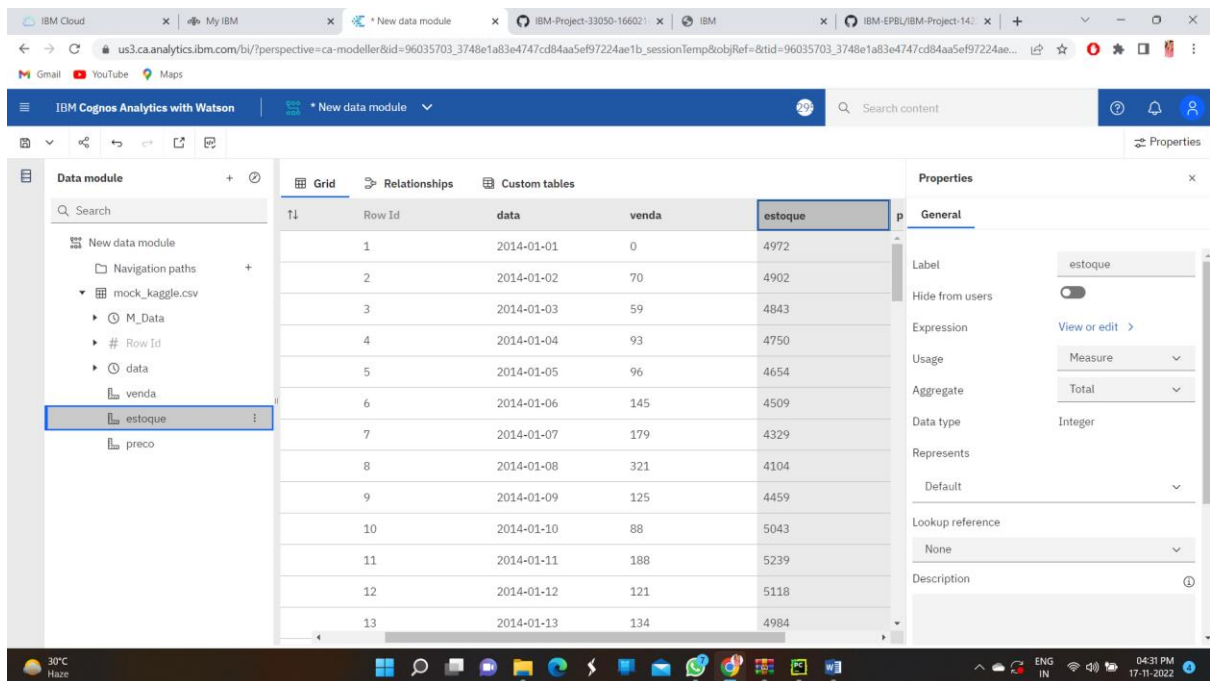 IBM Cloud My IBM * New data module IBM-Project-33050-166021 IBM IBM-EPBL/IBM-Project-142
us3.ca.analytics.ibm.com/bi/?perspective=ca-modeller&id=96035703_3748e1a83e4747cd84aa5ef97224ae1b_sessionTemp&objRef=&tid=96035703_3748e1a83e4747cd84aa5ef97224ae...
Gmail YouTube Maps
IBM Cognos Analytics with Watson * New data module Search content
Properties
Data module
Search
New data module
Navigation paths
mock_kaggle.csv
M_Data
# Row Id
data
venda
estoque
preco
Grid Relationships Custom tables
Row Id data venda estoque p
1 2014-01-01 0 4972
2 2014-01-02 70 4902
3 2014-01-03 59 4843
4 2014-01-04 93 4750
5 2014-01-05 96 4654
6 2014-01-06 145 4509
7 2014-01-07 179 4329
8 2014-01-08 321 4104
9 2014-01-09 125 4459
10 2014-01-10 88 5043
11 2014-01-11 188 5239
12 2014-01-12 121 5118
13 2014-01-13 134 4984
Properties
General
Label estoque
Hide from users
Expression View or edit
Usage Measure
Aggregate Total
Data type Integer
Represents
Default
Lookup reference
None
Description
30°C
Haze
ENG
IN
04:31 PM
17-11-2022
4